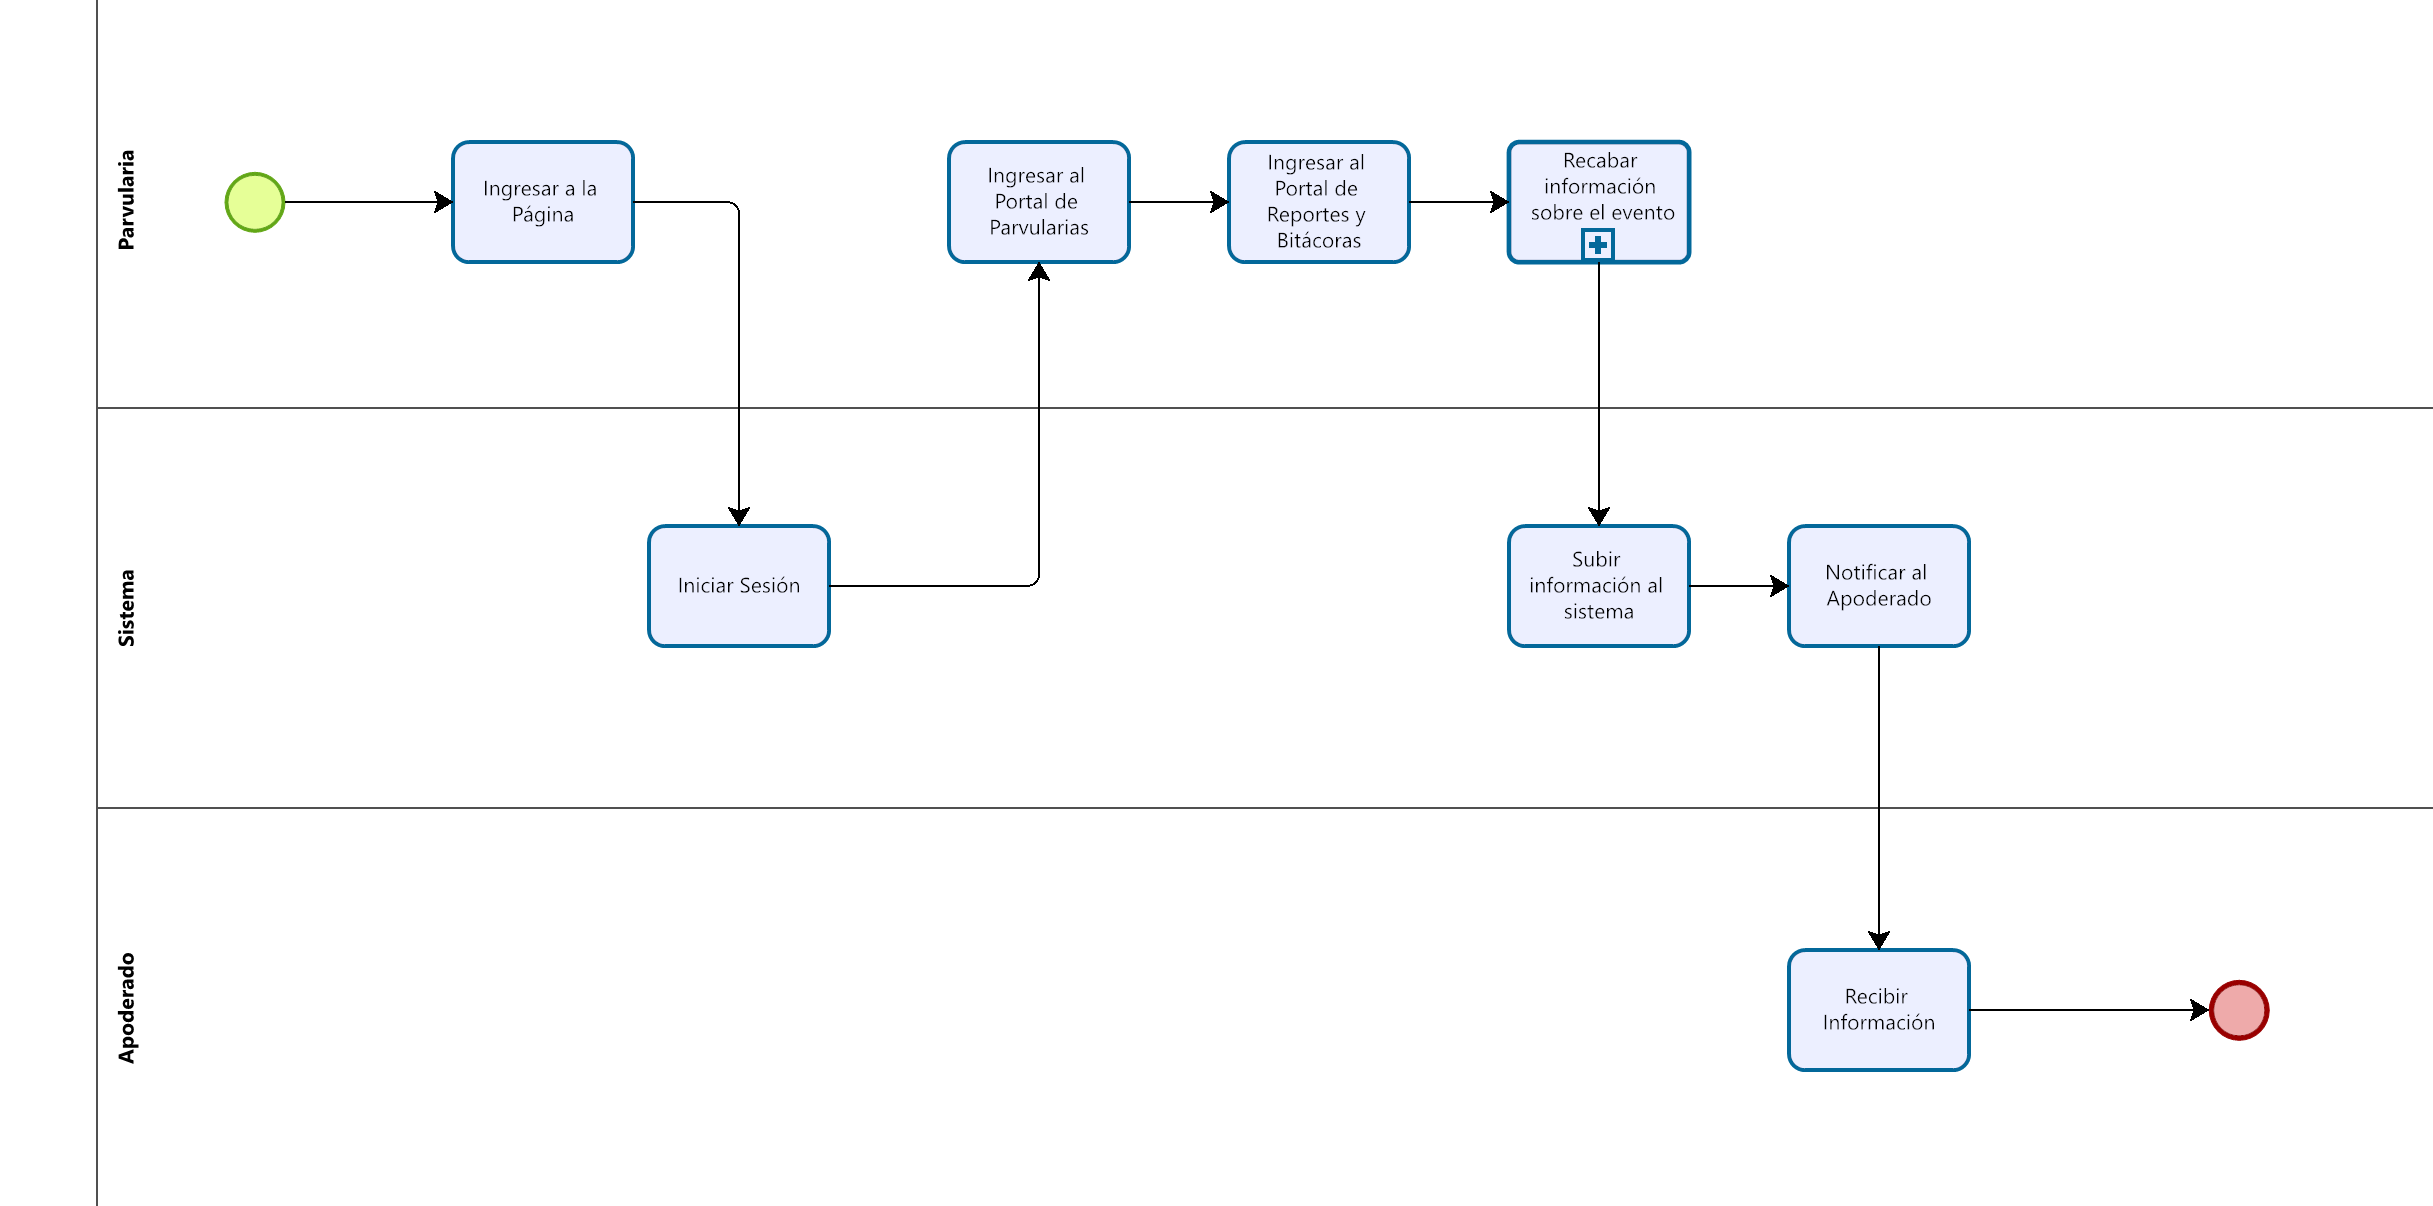 Parvularia
Ingresar a la
Página
Ingresar al
Portal de
Parvularias
Ingresar al
Portal de
Reportes y
Bitácoras
Recabar
información
sobre el evento
Sistema
Iniciar Sesión
Subir
información al
sistema
Notificar al
Apoderado
Apoderado
Recibir
Información